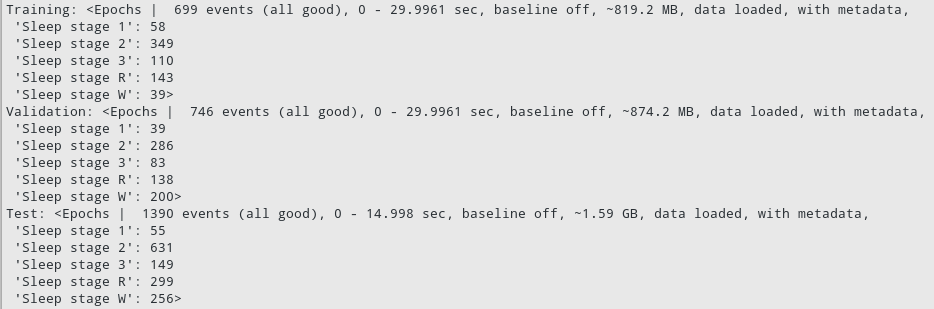 Training: <Epochs |  699 events (all good), 0 - 29.9961 sec, baseline off, ~819.2 MB, data loaded, with metadata,
 'Sleep stage 1': 58
 'Sleep stage 2': 349
 'Sleep stage 3': 110
 'Sleep stage R': 143
 'Sleep stage W': 39>
Validation: <Epochs |  746 events (all good), 0 - 29.9961 sec, baseline off, ~874.2 MB, data loaded, with metadata,
 'Sleep stage 1': 39
 'Sleep stage 2': 286
 'Sleep stage 3': 83
 'Sleep stage R': 138
 'Sleep stage W': 200>
Test: <Epochs |  1390 events (all good), 0 - 14.998 sec, baseline off, ~1.59 GB, data loaded, with metadata,
 'Sleep stage 1': 55
 'Sleep stage 2': 631
 'Sleep stage 3': 149
 'Sleep stage R': 299
 'Sleep stage W': 256>